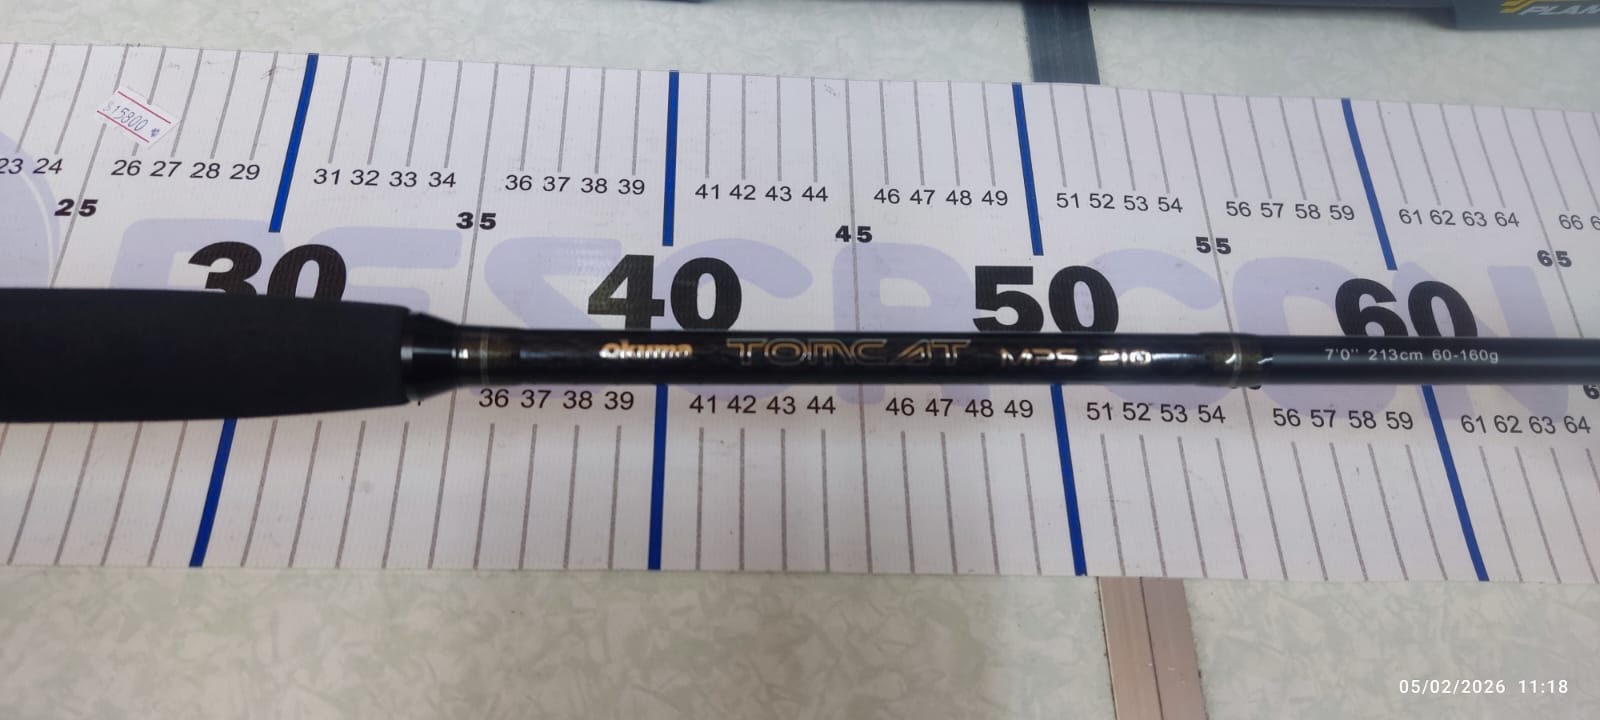 PLAM
$15800
23 24 26 27 28 29 31 32 33 34 36 37 38 39 41 42 43 44 46 47 48 49 51 52 53 54 56 57 58 59 61 62 63 64 66
25 35 45 55 65
30 40 50 60
okuma TOMCAT MPS 210 7'0'' 213cm 60-160g
36 37 38 39 41 42 43 44 46 47 48 49 51 52 53 54 56 57 58 59 61 62 63 64
05/02/2026 11:18